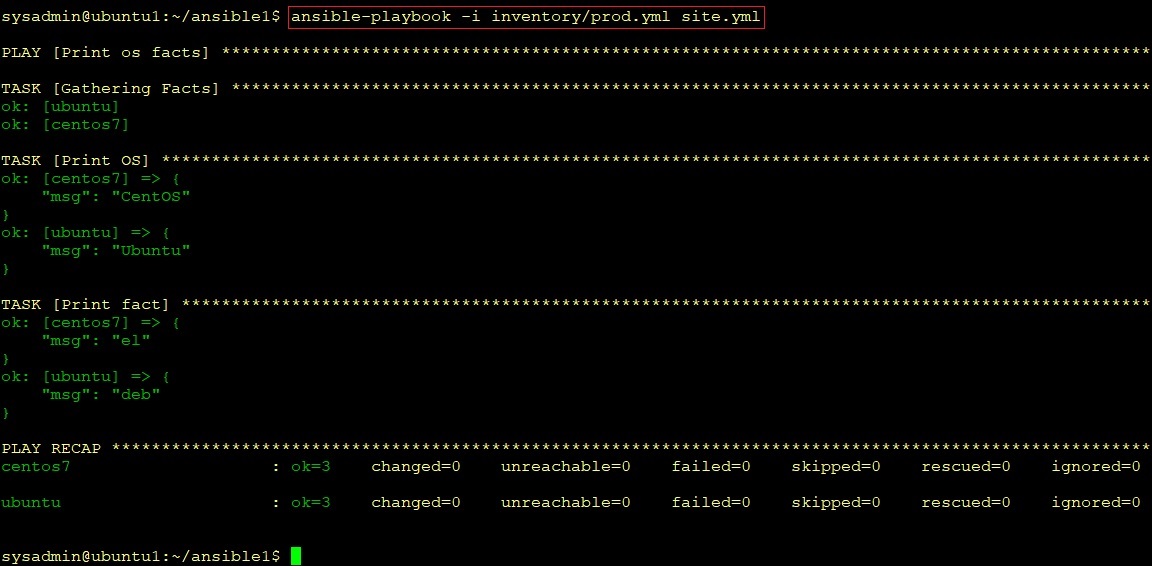 sysadmin@ubuntu1:~/ansible1$ ansible-playbook -i inventory/prod.yml site.yml
PLAY [Print os facts] *********************************************************************************************
TASK [Gathering Facts] ********************************************************************************************
ok: [ubuntu]
ok: [centos7]
TASK [Print OS] ***************************************************************************************************
ok: [centos7] => {
    "msg": "CentOS"
}
ok: [ubuntu] => {
    "msg": "Ubuntu"
}
TASK [Print fact] *************************************************************************************************
ok: [centos7] => {
    "msg": "el"
}
ok: [ubuntu] => {
    "msg": "deb"
}
PLAY RECAP ********************************************************************************************************
centos7                    : ok=3    changed=0    unreachable=0    failed=0    skipped=0    rescued=0    ignored=0
ubuntu                     : ok=3    changed=0    unreachable=0    failed=0    skipped=0    rescued=0    ignored=0
sysadmin@ubuntu1:~/ansible1$